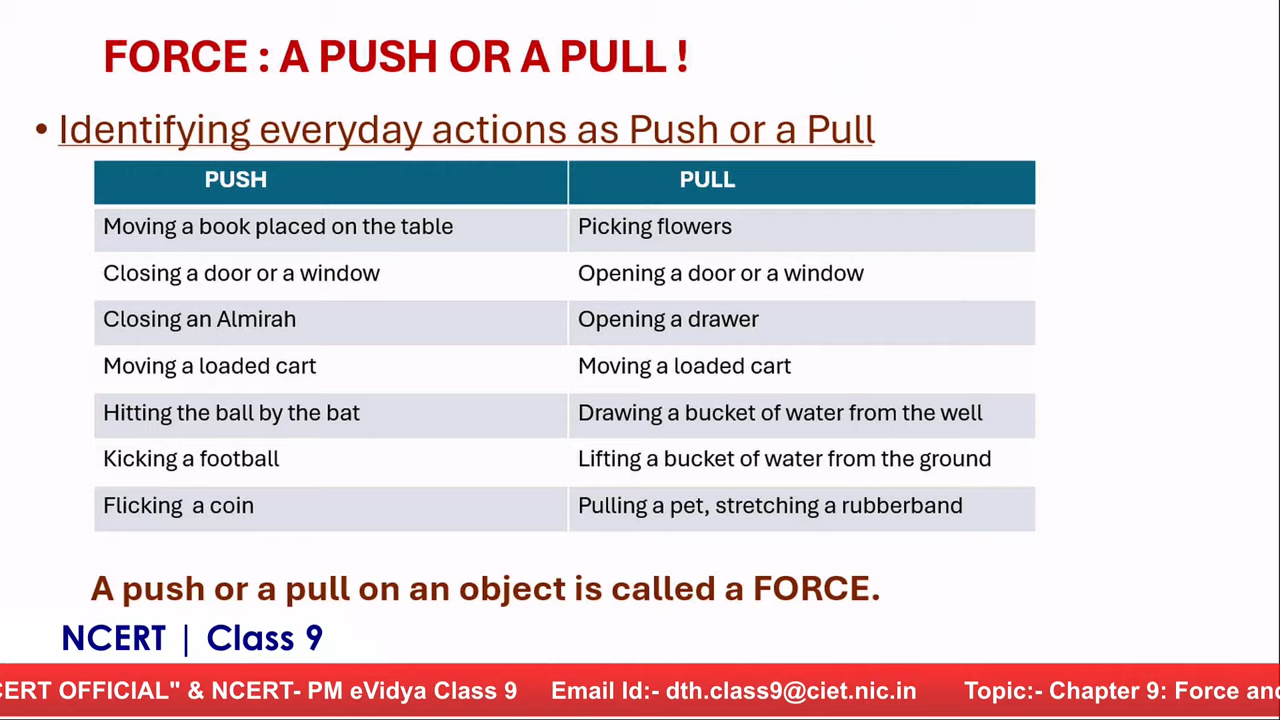 FORCE : A PUSH OR A PULL !
• Identifying everyday actions as Push or a Pull
PUSH PULL
Moving a book placed on the table Picking flowers
Closing a door or a window Opening a door or a window
Closing an Almirah Opening a drawer
Moving a loaded cart Moving a loaded cart
Hitting the ball by the bat Drawing a bucket of water from the well
Kicking a football Lifting a bucket of water from the ground
Flicking a coin Pulling a pet, stretching a rubberband
A push or a pull on an object is called a FORCE.
NCERT | Class 9
CERT OFFICIAL" & NCERT- PM eVidya Class 9 Email Id:- dth.class9@ciet.nic.in Topic:- Chapter 9: Force and